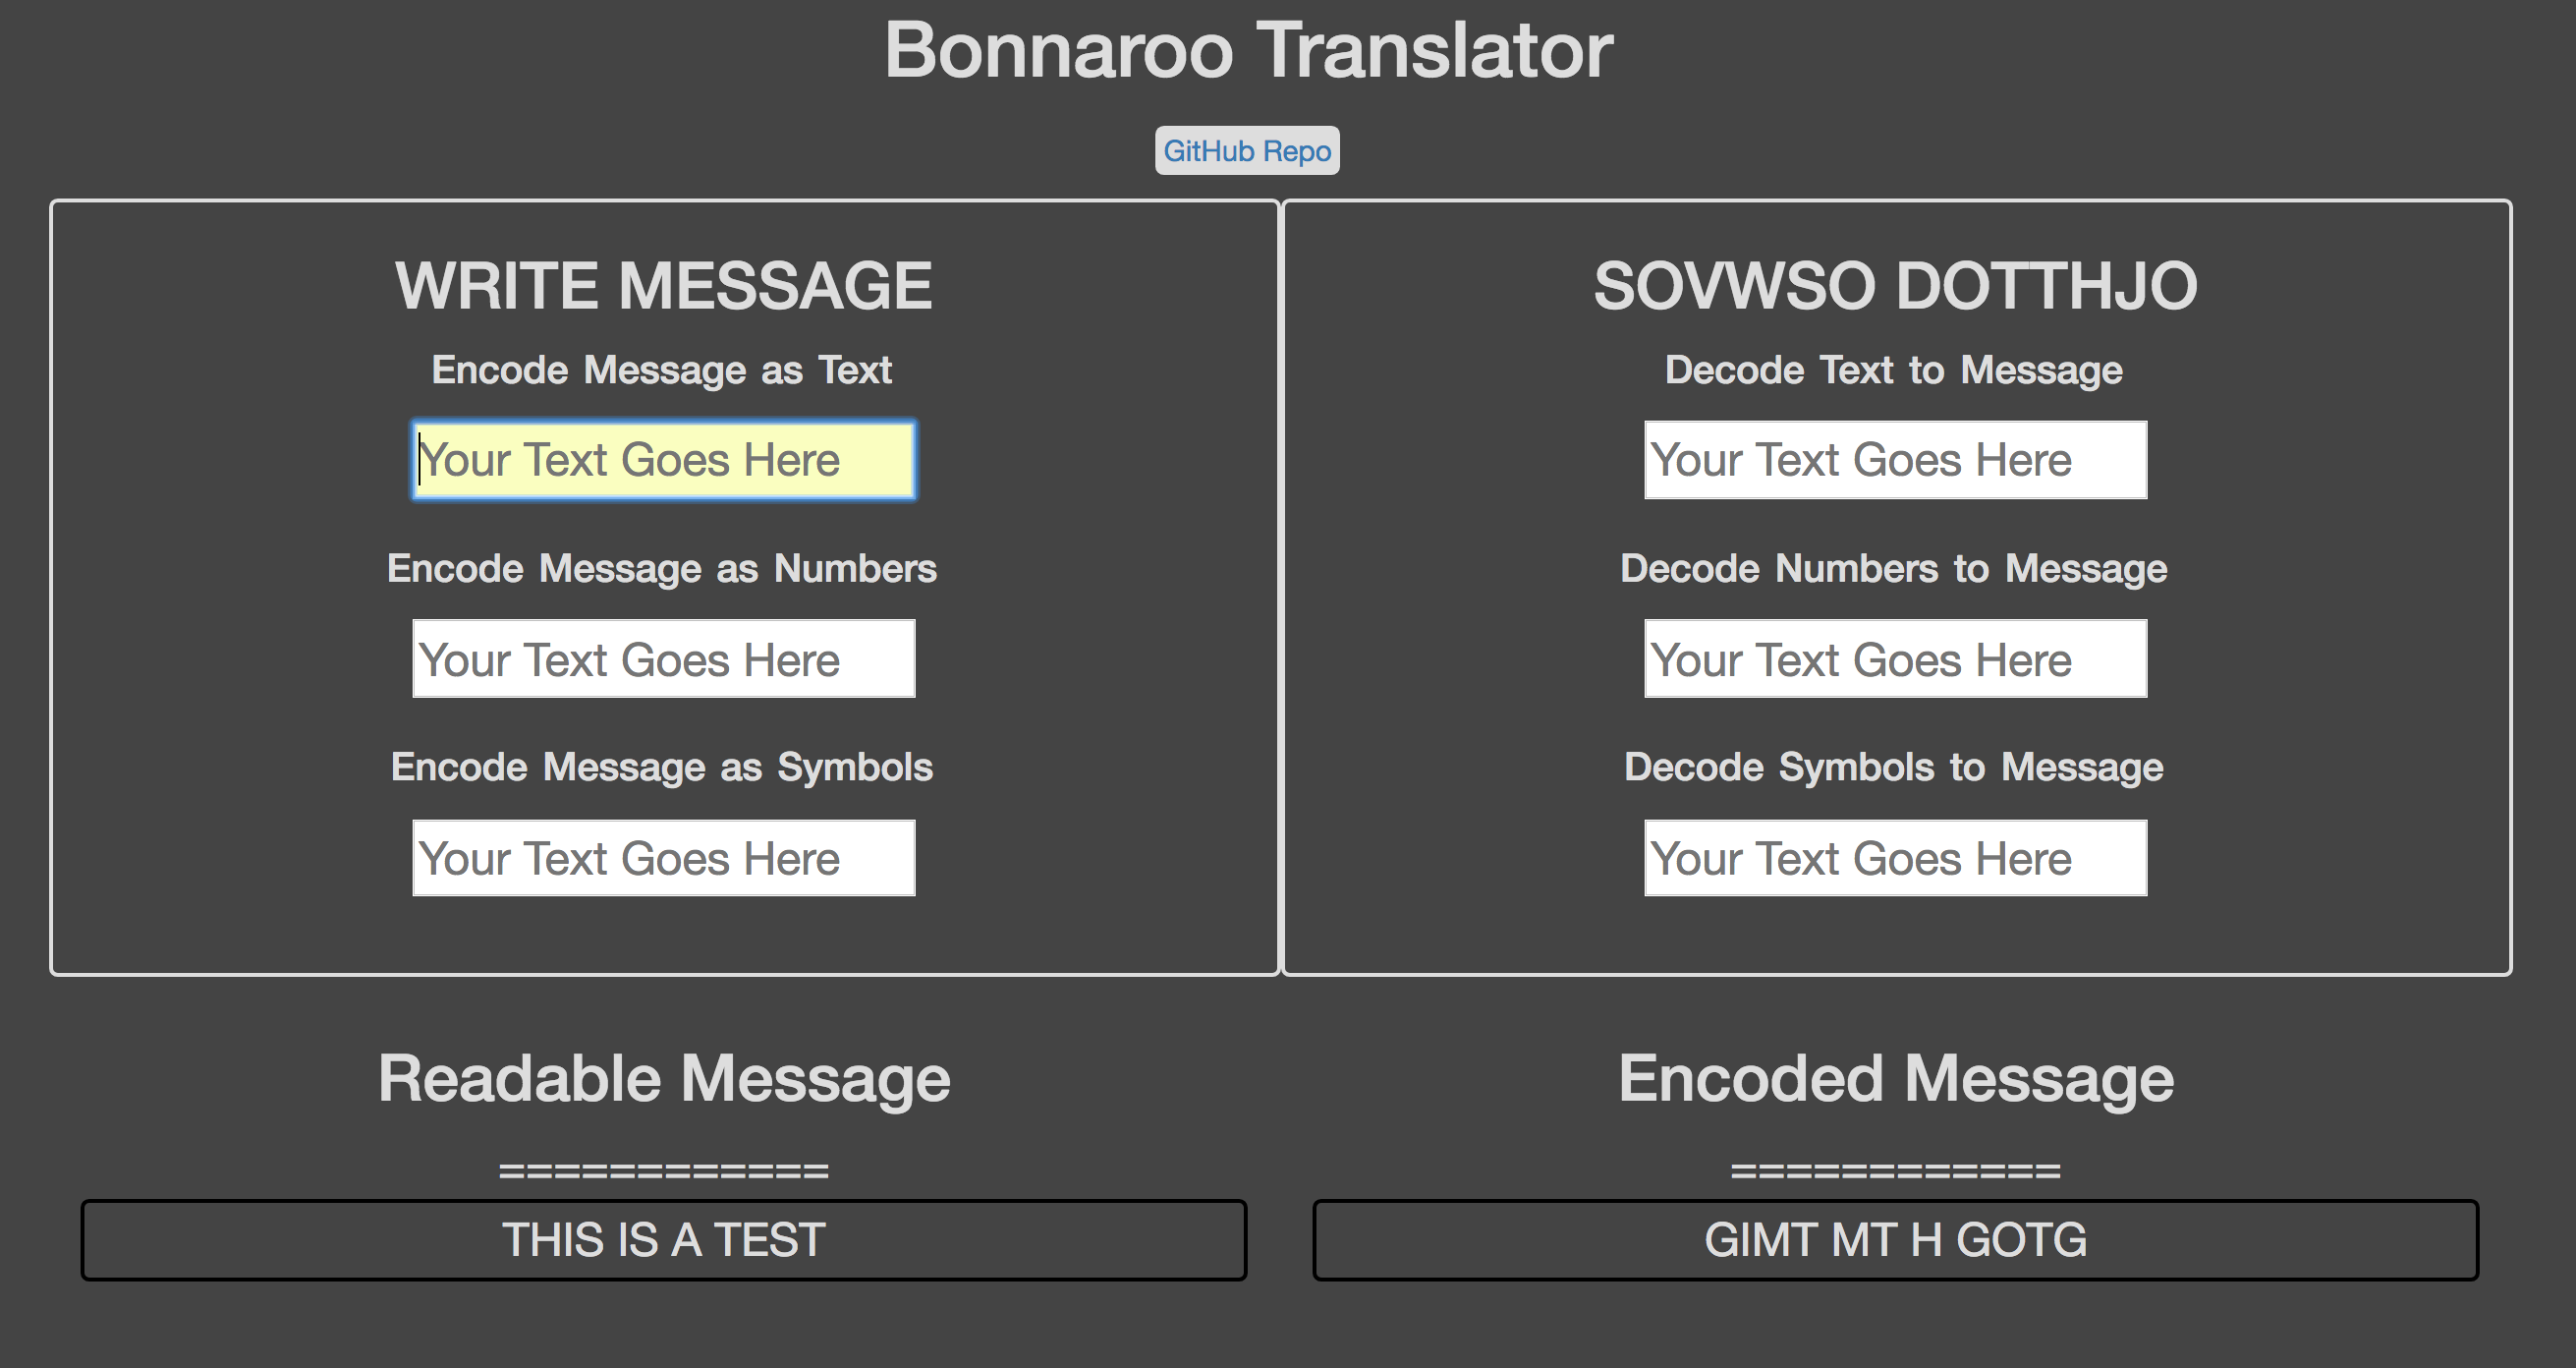 Bonnaroo Translator
GitHub Repo
WRITE MESSAGE
Encode Message as Text
Your Text Goes Here
Encode Message as Numbers
Your Text Goes Here
Encode Message as Symbols
Your Text Goes Here
SOVWSO DOTTHJO
Decode Text to Message
Your Text Goes Here
Decode Numbers to Message
Your Text Goes Here
Decode Symbols to Message
Your Text Goes Here
Readable Message
============
THIS IS A TEST
Encoded Message
============
GIMT MT H GOTG